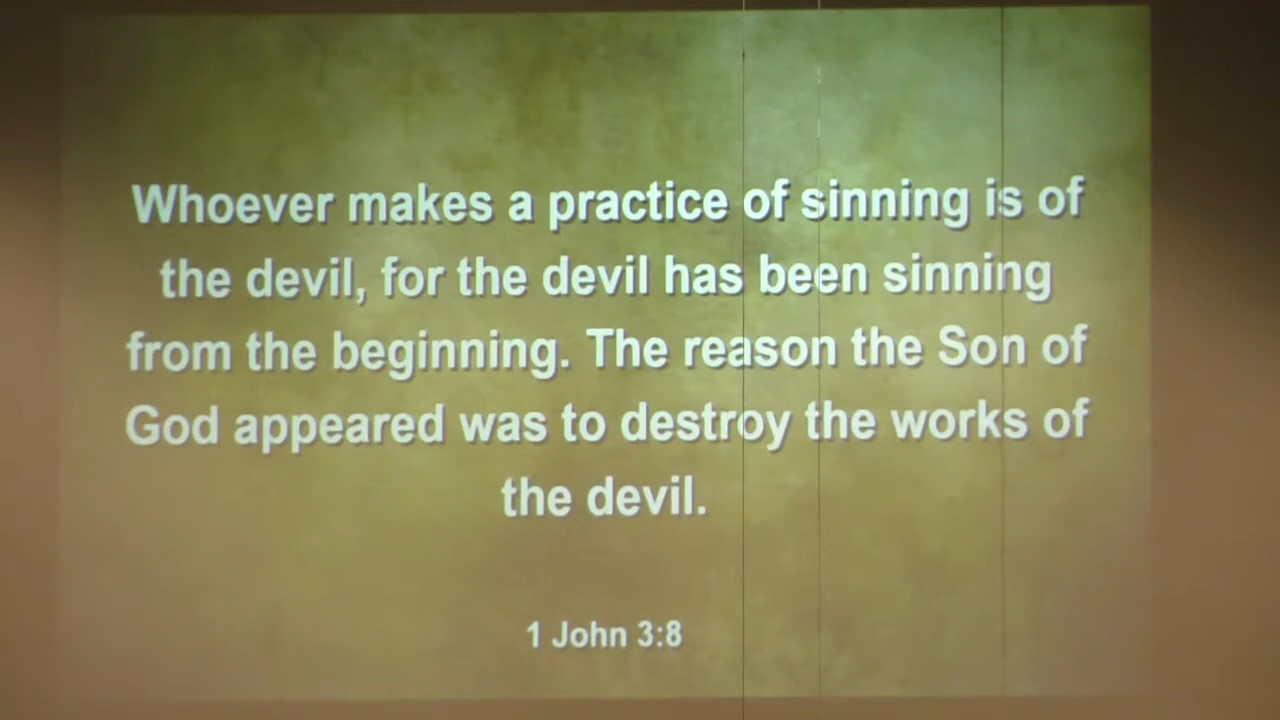 Whoever makes a practice of sinning is of
the devil, for the devil has been sinning
from the beginning. The reason the Son of
God appeared was to destroy the works of
the devil.
1 John 3:8